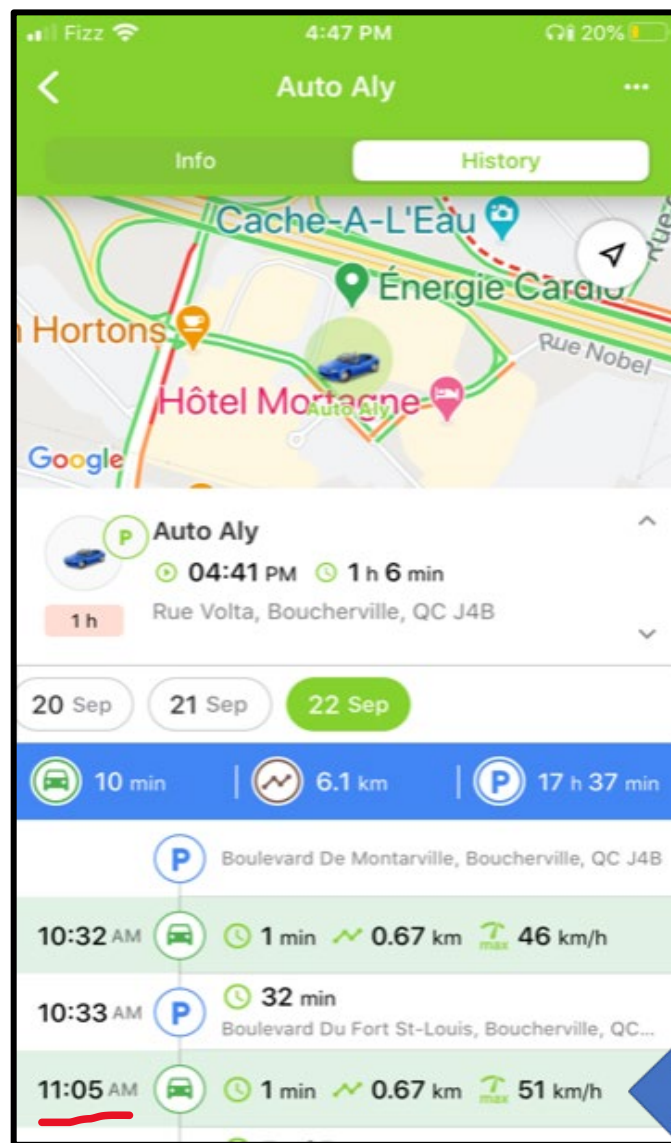 Fizz 4:47 PM 20%
Auto Aly
Info History
Cache-A-L'Eau
Énergie Cardio
Hortons
Rue Nobel
Hôtel Mortagne
Auto Aly
Google
P Auto Aly
04:41 PM 1 h 6 min
1 h Rue Volta, Boucherville, QC J4B
20 Sep 21 Sep 22 Sep
10 min 6.1 km P 17 h 37 min
P Boulevard De Montarville, Boucherville, QC J4B
10:32 AM 1 min 0.67 km max 46 km/h
10:33 AM P 32 min
Boulevard Du Fort St-Louis, Boucherville, QC...
11:05 AM 1 min 0.67 km max 51 km/h